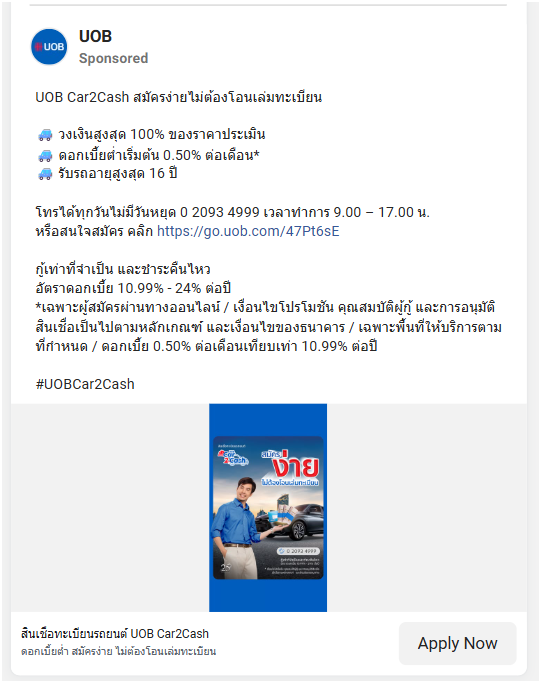 UOB
UOB
Sponsored
UOB Car2Cash สมัครง่ายไม่ต้องโอนเล่มทะเบียน
🚙 วงเงินสูงสุด 100% ของราคาประเมิน
🚙 ดอกเบี้ยต่ำเริ่มต้น 0.50% ต่อเดือน*
🚙 รับรถอายุสูงสุด 16 ปี
โทรได้ทุกวันไม่มีวันหยุด 0 2093 4999 เวลาทำการ 9.00 – 17.00 น.
หรือสนใจสมัคร คลิก https://go.uob.com/47Pt6sE
กู้เท่าที่จำเป็น และชำระคืนไหว
อัตราดอกเบี้ย 10.99% - 24% ต่อปี
*เฉพาะผู้สมัครผ่านทางออนไลน์ / เงื่อนไขโปรโมชัน คุณสมบัติผู้กู้ และการอนุมัติ
สินเชื่อเป็นไปตามหลักเกณฑ์ และเงื่อนไขของธนาคาร / เฉพาะพื้นที่ให้บริการตาม
ที่กำหนด / ดอกเบี้ย 0.50% ต่อเดือนเทียบเท่า 10.99% ต่อปี
#UOBCar2Cash
Car
2Cash
สมัคร
ง่าย
ไม่ต้องโอนเล่มทะเบียน
0 2093 4999
25
สินเชื่อทะเบียนรถยนต์ UOB Car2Cash
ดอกเบี้ยต่ำ สมัครง่าย ไม่ต้องโอนเล่มทะเบียน
Apply Now